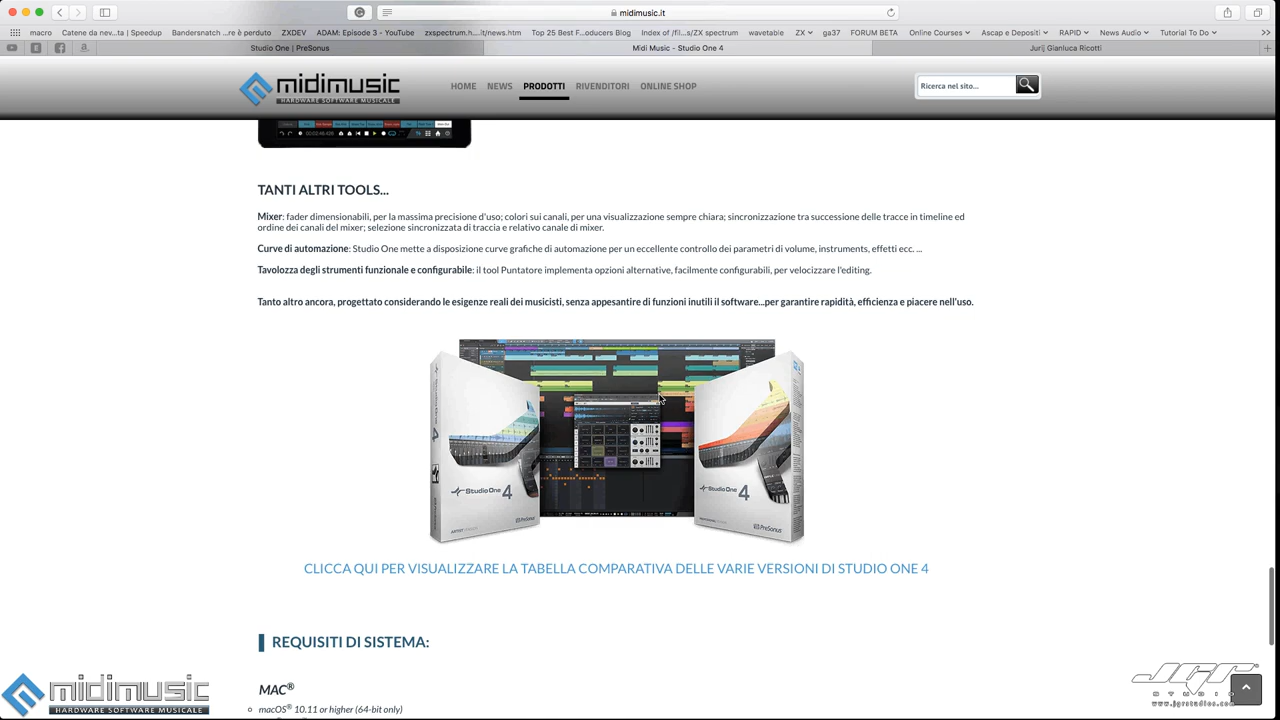 midimusic.it
macro
Catene da nev...ta | Speedup
Bandersnatch ...re è perduto
ZXDEV
ADAM: Episode 3 - YouTube
zxspectrum.h....it/news.htm
Top 25 Best F...oducers Blog
Index of /fil...s/ZX spectrum
wavetable
ZX
ga37
FORUM BETA
Online Courses
Ascap e Depositi
RAPID
News Audio
Tutorial To Do
Studio One | PreSonus
Midi Music - Studio One 4
Jurij Gianluca Ricotti
midimusic
HARDWARE SOFTWARE MUSICALE
HOME
NEWS
PRODOTTI
RIVENDITORI
ONLINE SHOP
Ricerca nel sito...
TANTI ALTRI TOOLS...
Mixer: fader dimensionabili, per la massima precisione d'uso; colori sui canali, per una visualizzazione sempre chiara; sincronizzazione tra successione delle tracce in timeline ed
ordine dei canali del mixer; selezione sincronizzata di traccia e relativo canale di mixer.
Curve di automazione: Studio One mette a disposizione curve grafiche di automazione per un eccellente controllo dei parametri di volume, instruments, effetti ecc. ...
Tavolozza degli strumenti funzionale e configurabile: il tool Puntatore implementa opzioni alternative, facilmente configurabili, per velocizzare l'editing.
Tanto altro ancora, progettato considerando le esigenze reali dei musicisti, senza appesantire di funzioni inutili il software...per garantire rapidità, efficienza e piacere nell'uso.
Studio One 4
PreSonus
Studio One 4
PreSonus
CLICCA QUI PER VISUALIZZARE LA TABELLA COMPARATIVA DELLE VARIE VERSIONI DI STUDIO ONE 4
REQUISITI DI SISTEMA:
MAC®
macOS® 10.11 or higher (64-bit only)
midimusic
HARDWARE SOFTWARE MUSICALE
JGR
STUDIO
www.jgrstudios.com